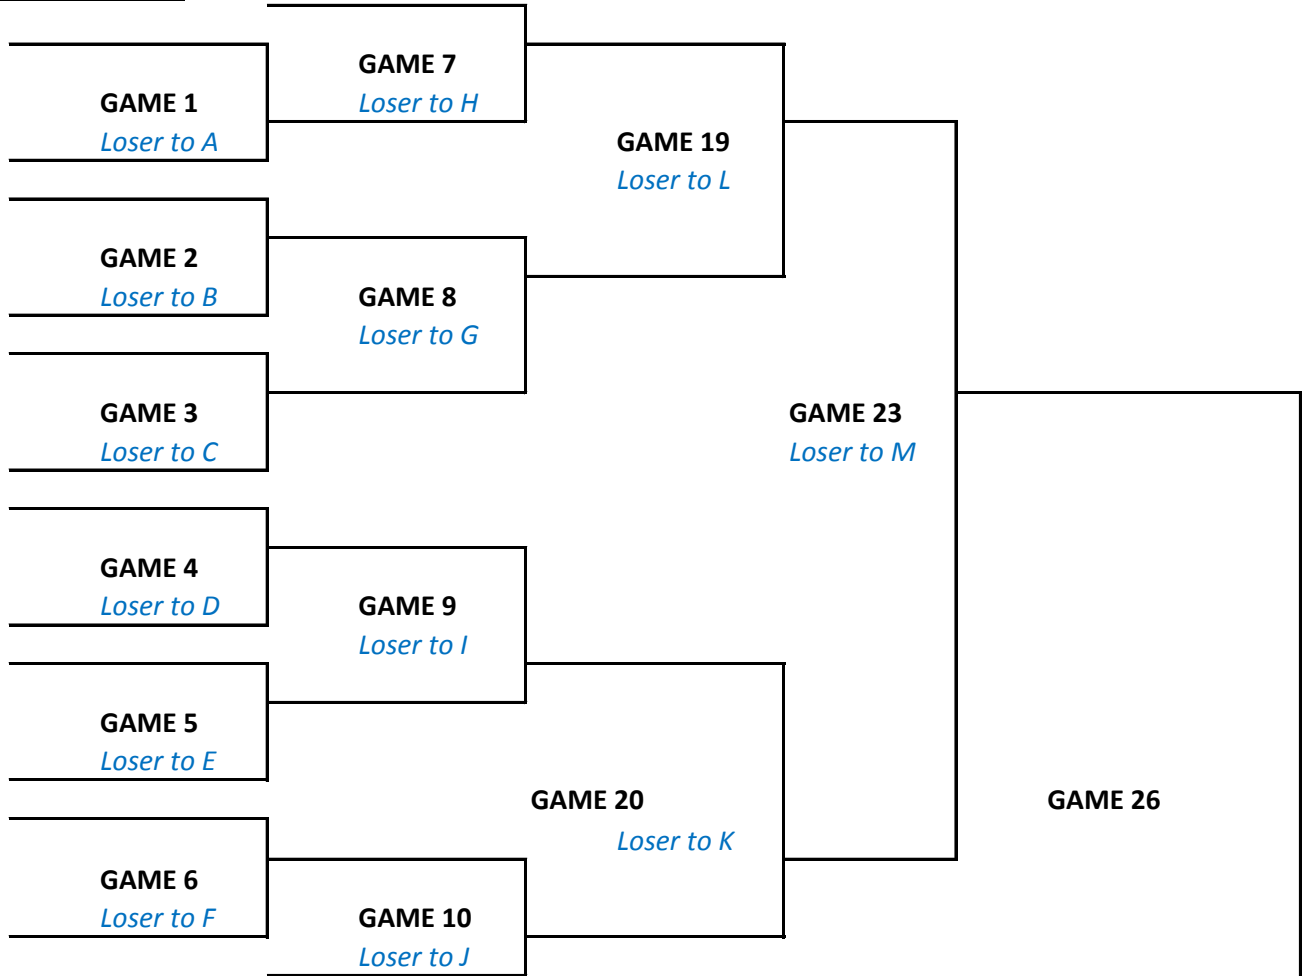 GAME 7
Loser to H
GAME 1
Loser to A
GAME 19
Loser to L
GAME 2
Loser to B
GAME 8
Loser to G
GAME 3
Loser to C
GAME 23
Loser to M
GAME 4
Loser to D
GAME 9
Loser to I
GAME 5
Loser to E
GAME 20
Loser to K
GAME 26
GAME 6
Loser to F
GAME 10
Loser to J